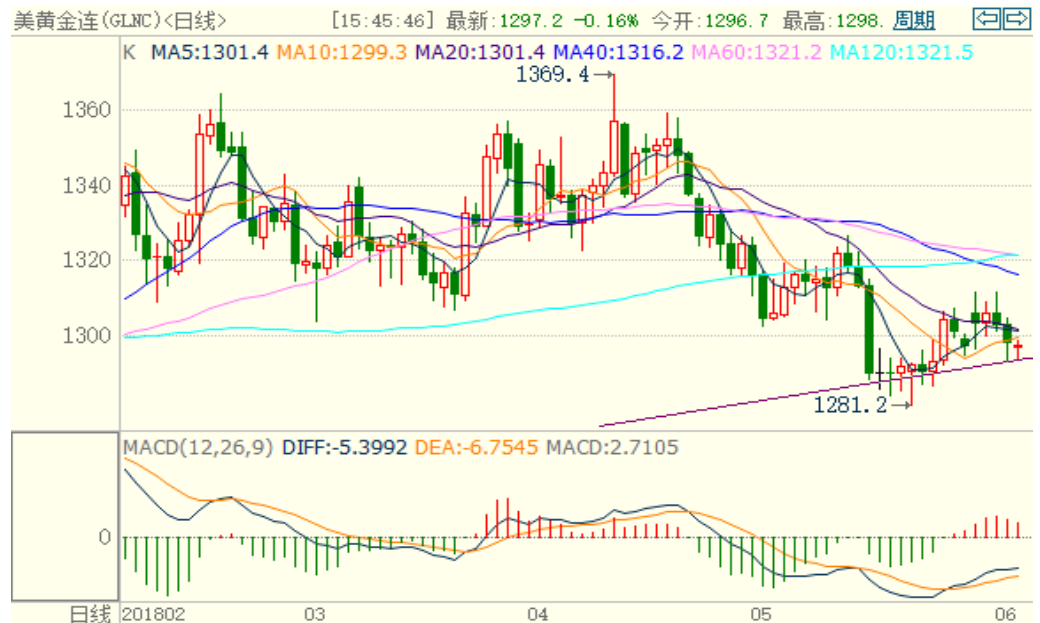 美黄金连(GLNC)<日线> [15:45:46] 最新:1297.2 -0.16% 今开:1296.7 最高:1298. 周期
K MA5:1301.4 MA10:1299.3 MA20:1301.4 MA40:1316.2 MA60:1321.2 MA120:1321.5
1369.4
1360
1340
1320
1300
1281.2
MACD(12,26,9) DIFF:-5.3992 DEA:-6.7545 MACD:2.7105
0
日线 201802 03 04 05 06